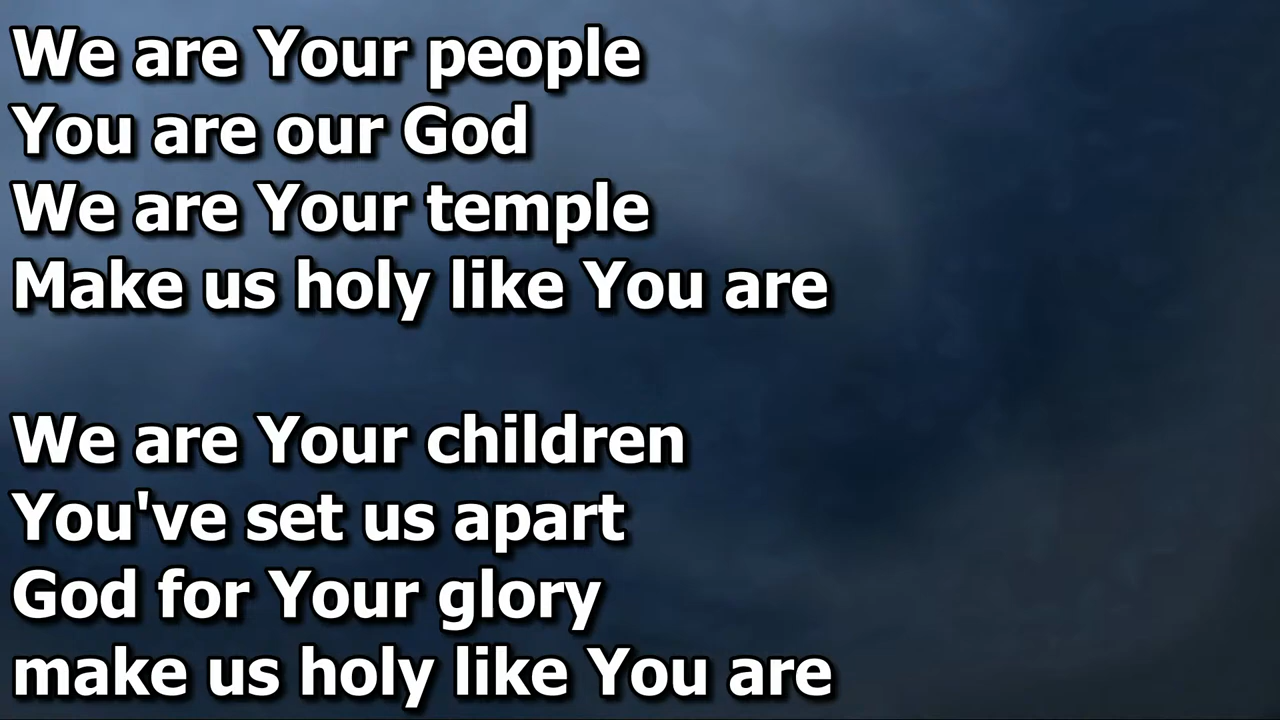 We are Your people
You are our God
We are Your temple
Make us holy like You are
We are Your children
You've set us apart
God for Your glory
make us holy like You are